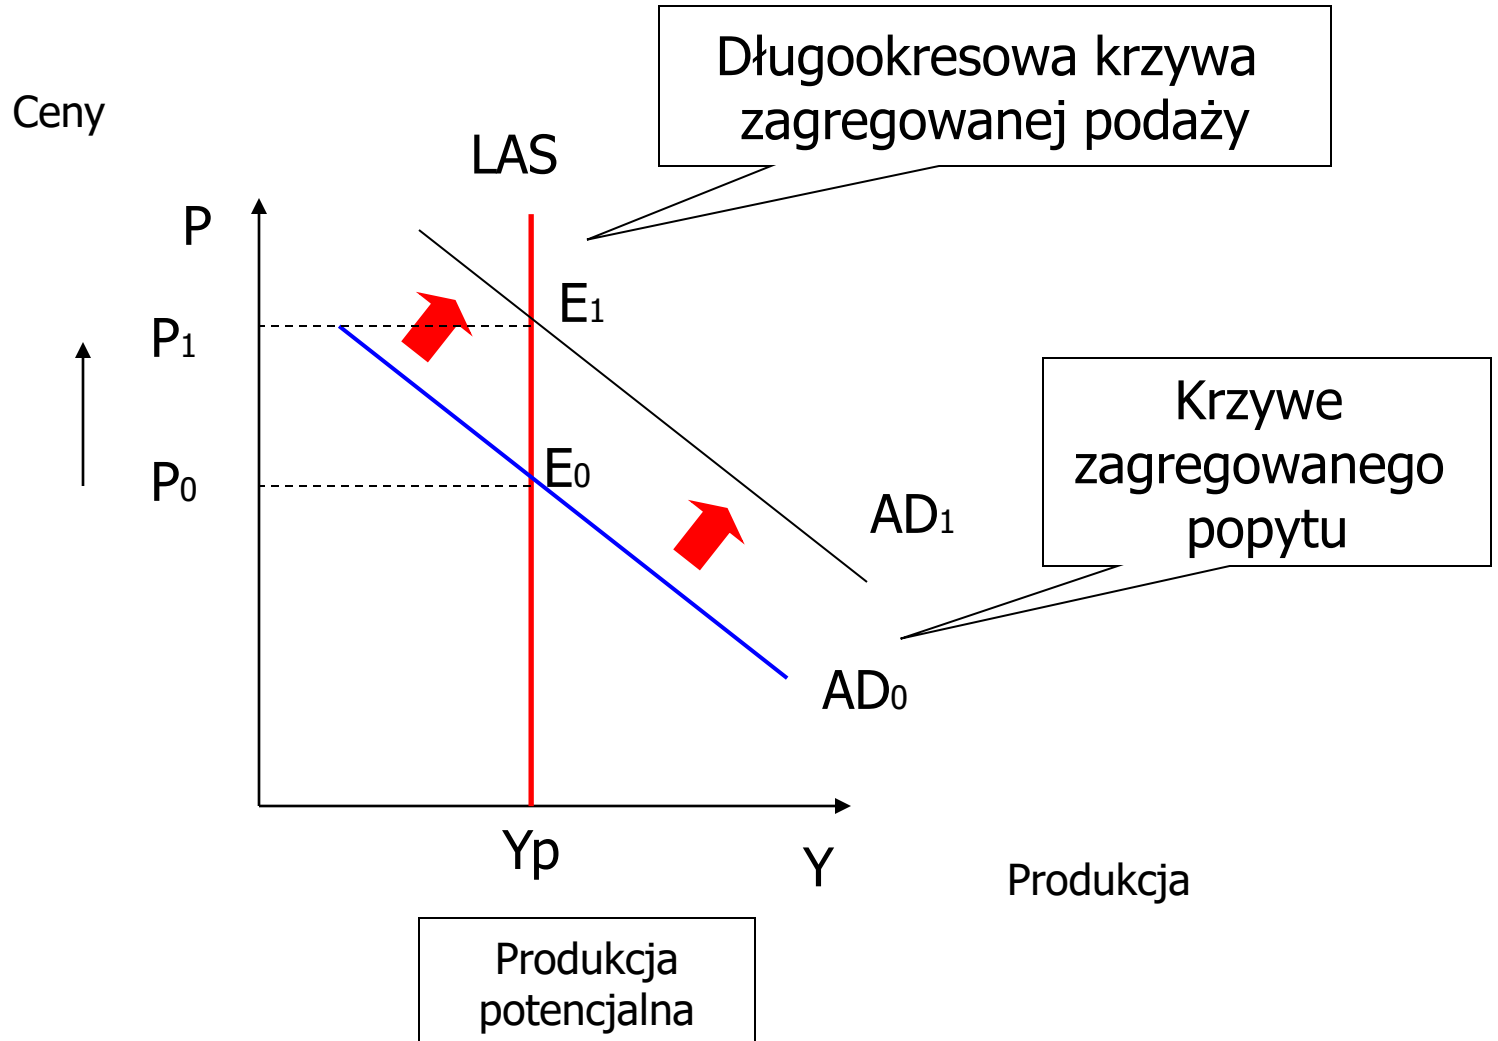 Długookresowa krzywa
zagregowanej podaży
Ceny
LAS
P
E1
P1
Krzywe
zagregowanego
popytu
E0
P0
AD1
AD0
Yp
Y
Produkcja
Produkcja
potencjalna